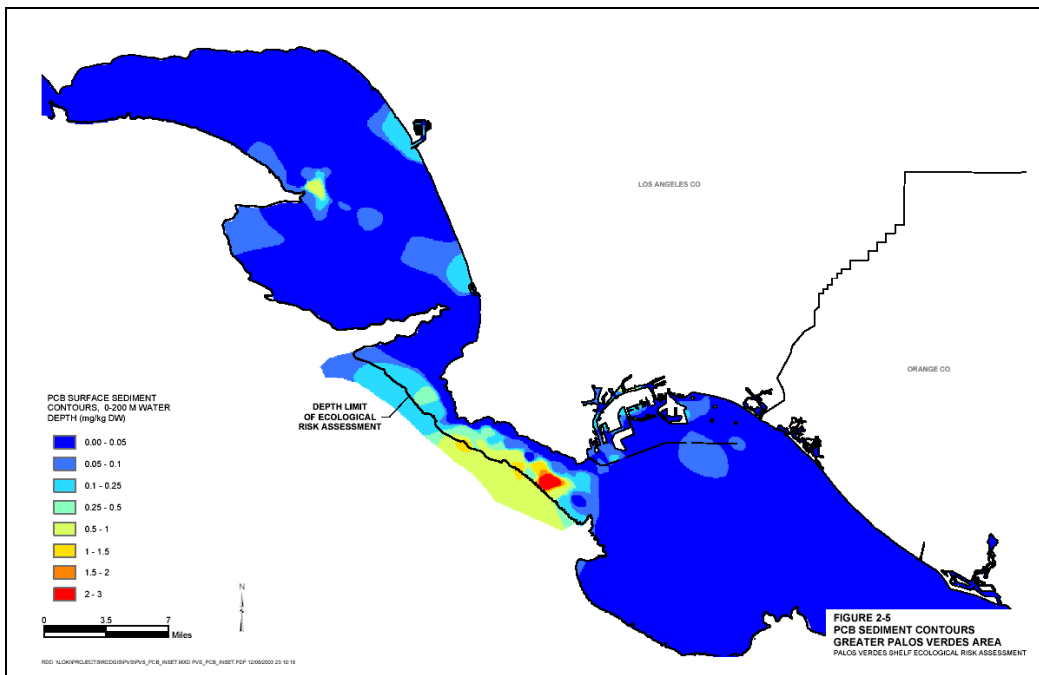 LOS ANGELES CO
ORANGE CO
DEPTH LIMIT
OF ECOLOGICAL
RISK ASSESSMENT
PCB SURFACE SEDIMENT
CONTOURS, 0-200 M WATER
DEPTH (mg/kg DW)
0.00 - 0.05
0.05 - 0.1
0.1 - 0.25
0.25 - 0.5
0.5 - 1
1 - 1.5
1.5 - 2
2 - 3
N
0 3.5 7
Miles
FIGURE 2-5
PCB SEDIMENT CONTOURS
GREATER PALOS VERDES AREA
PALOS VERDES SHELF ECOLOGICAL RISK ASSESSMENT